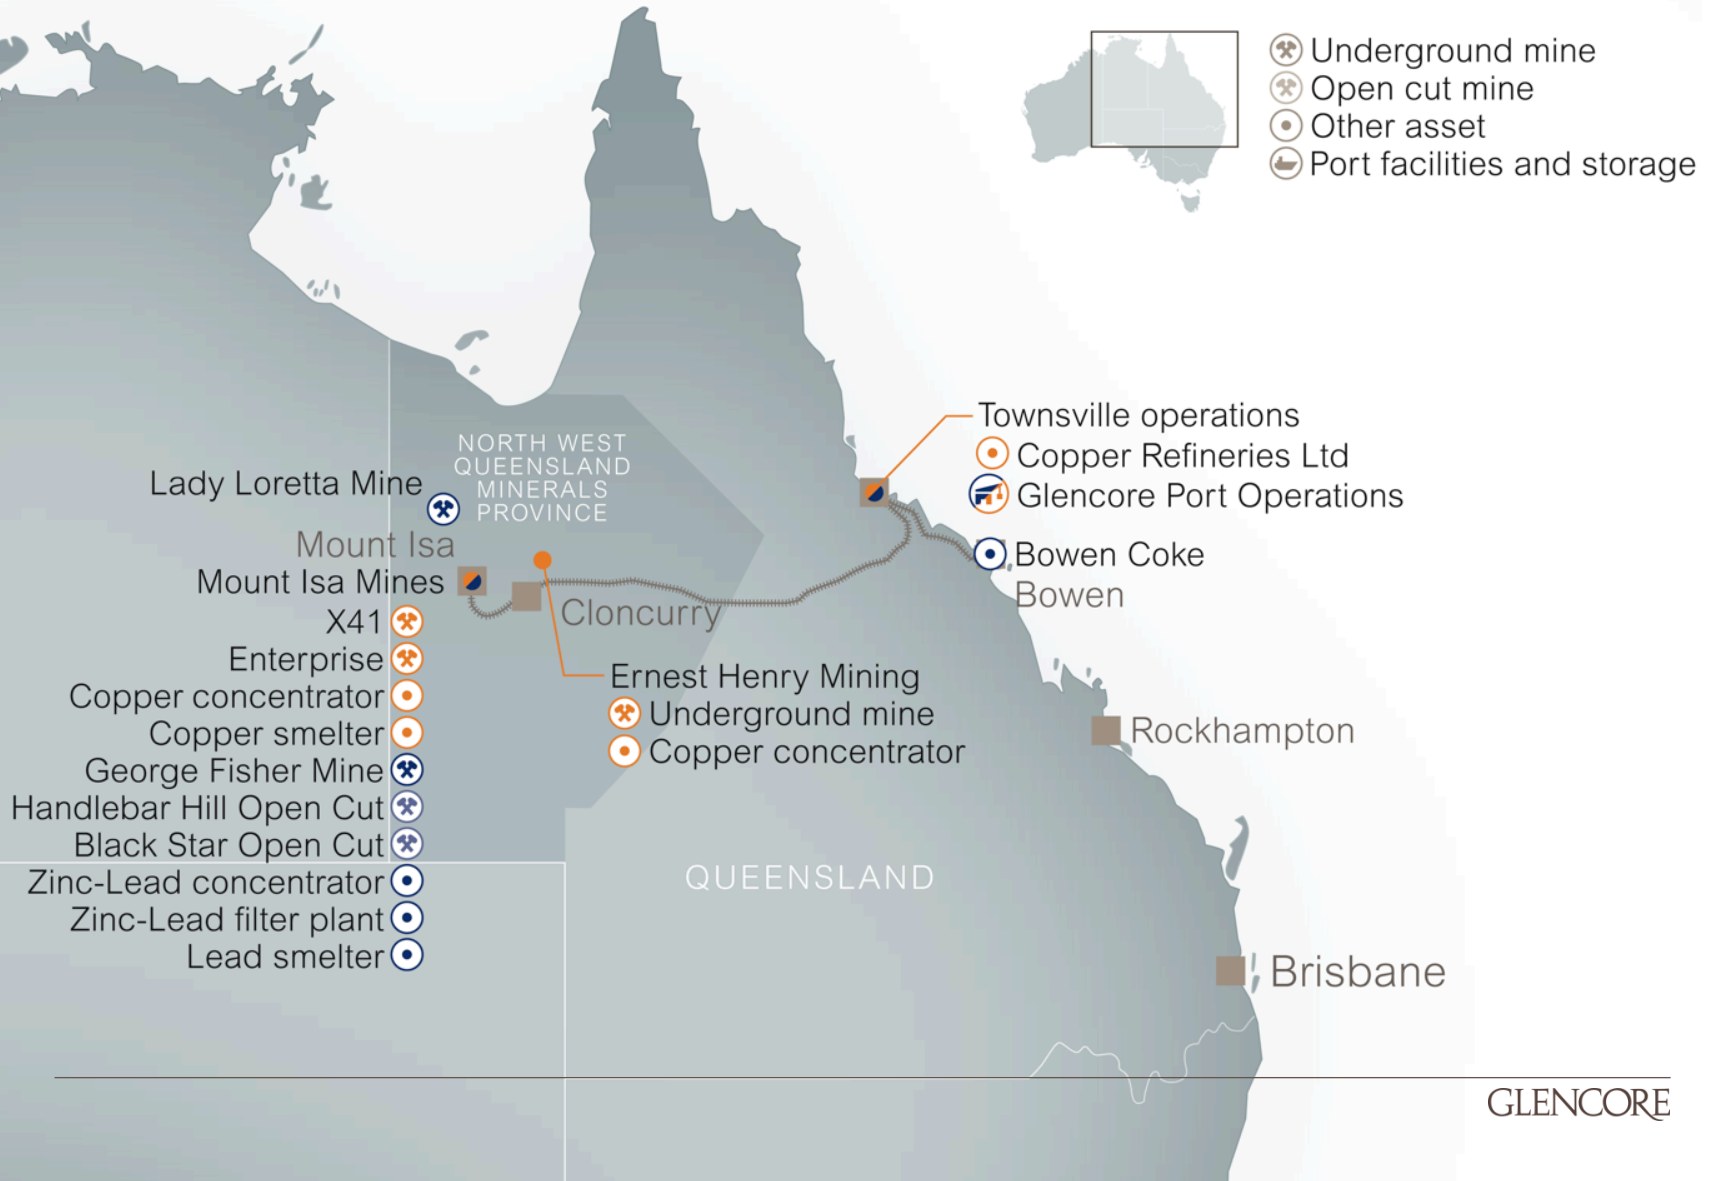 Underground mine
Open cut mine
Other asset
Port facilities and storage
NORTH WEST
QUEENSLAND
MINERALS
PROVINCE
Lady Loretta Mine
Mount Isa
Mount Isa Mines
X41
Enterprise
Copper concentrator
Copper smelter
George Fisher Mine
Handlebar Hill Open Cut
Black Star Open Cut
Zinc-Lead concentrator
Zinc-Lead filter plant
Lead smelter
Cloncurry
Ernest Henry Mining
Underground mine
Copper concentrator
Townsville operations
Copper Refineries Ltd
Glencore Port Operations
Bowen Coke
Bowen
Rockhampton
QUEENSLAND
Brisbane
GLENCORE